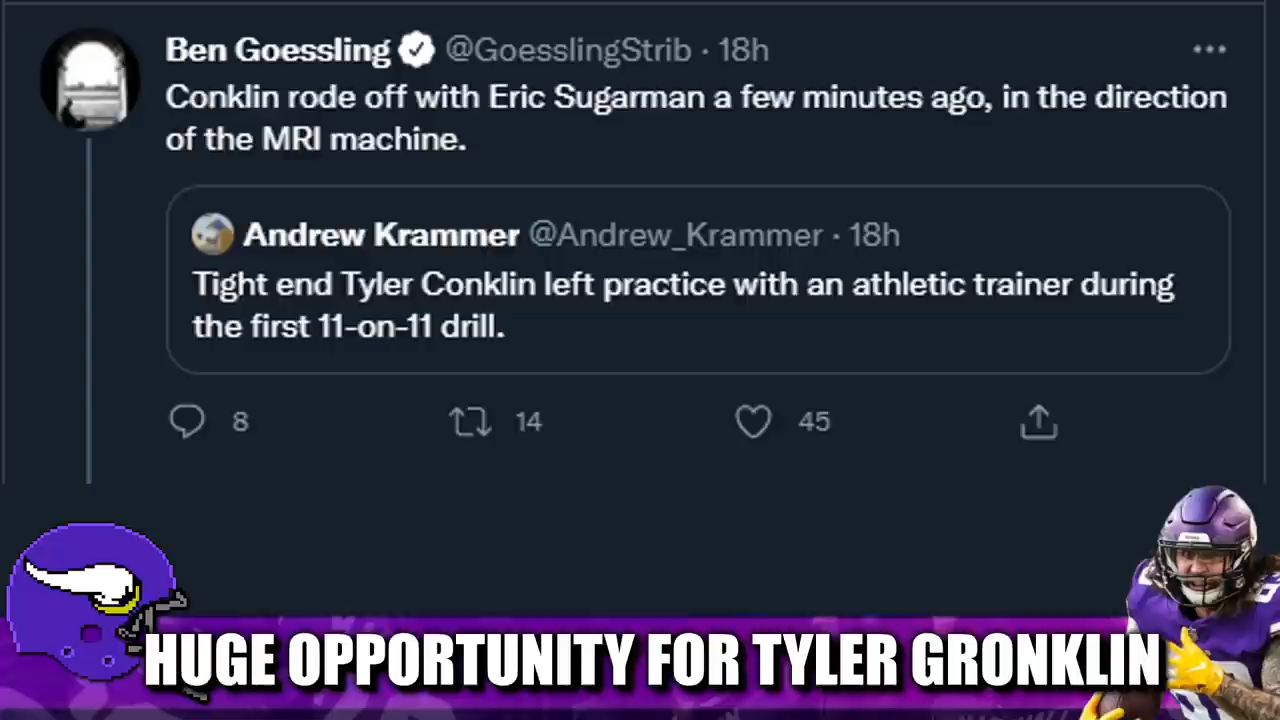 Ben Goessling @GoesslingStrib · 18h
Conklin rode off with Eric Sugarman a few minutes ago, in the direction
of the MRI machine.
Andrew Krammer @Andrew_Krammer · 18h
Tight end Tyler Conklin left practice with an athletic trainer during
the first 11-on-11 drill.
8 14 45
HUGE OPPORTUNITY FOR TYLER GRONKLIN